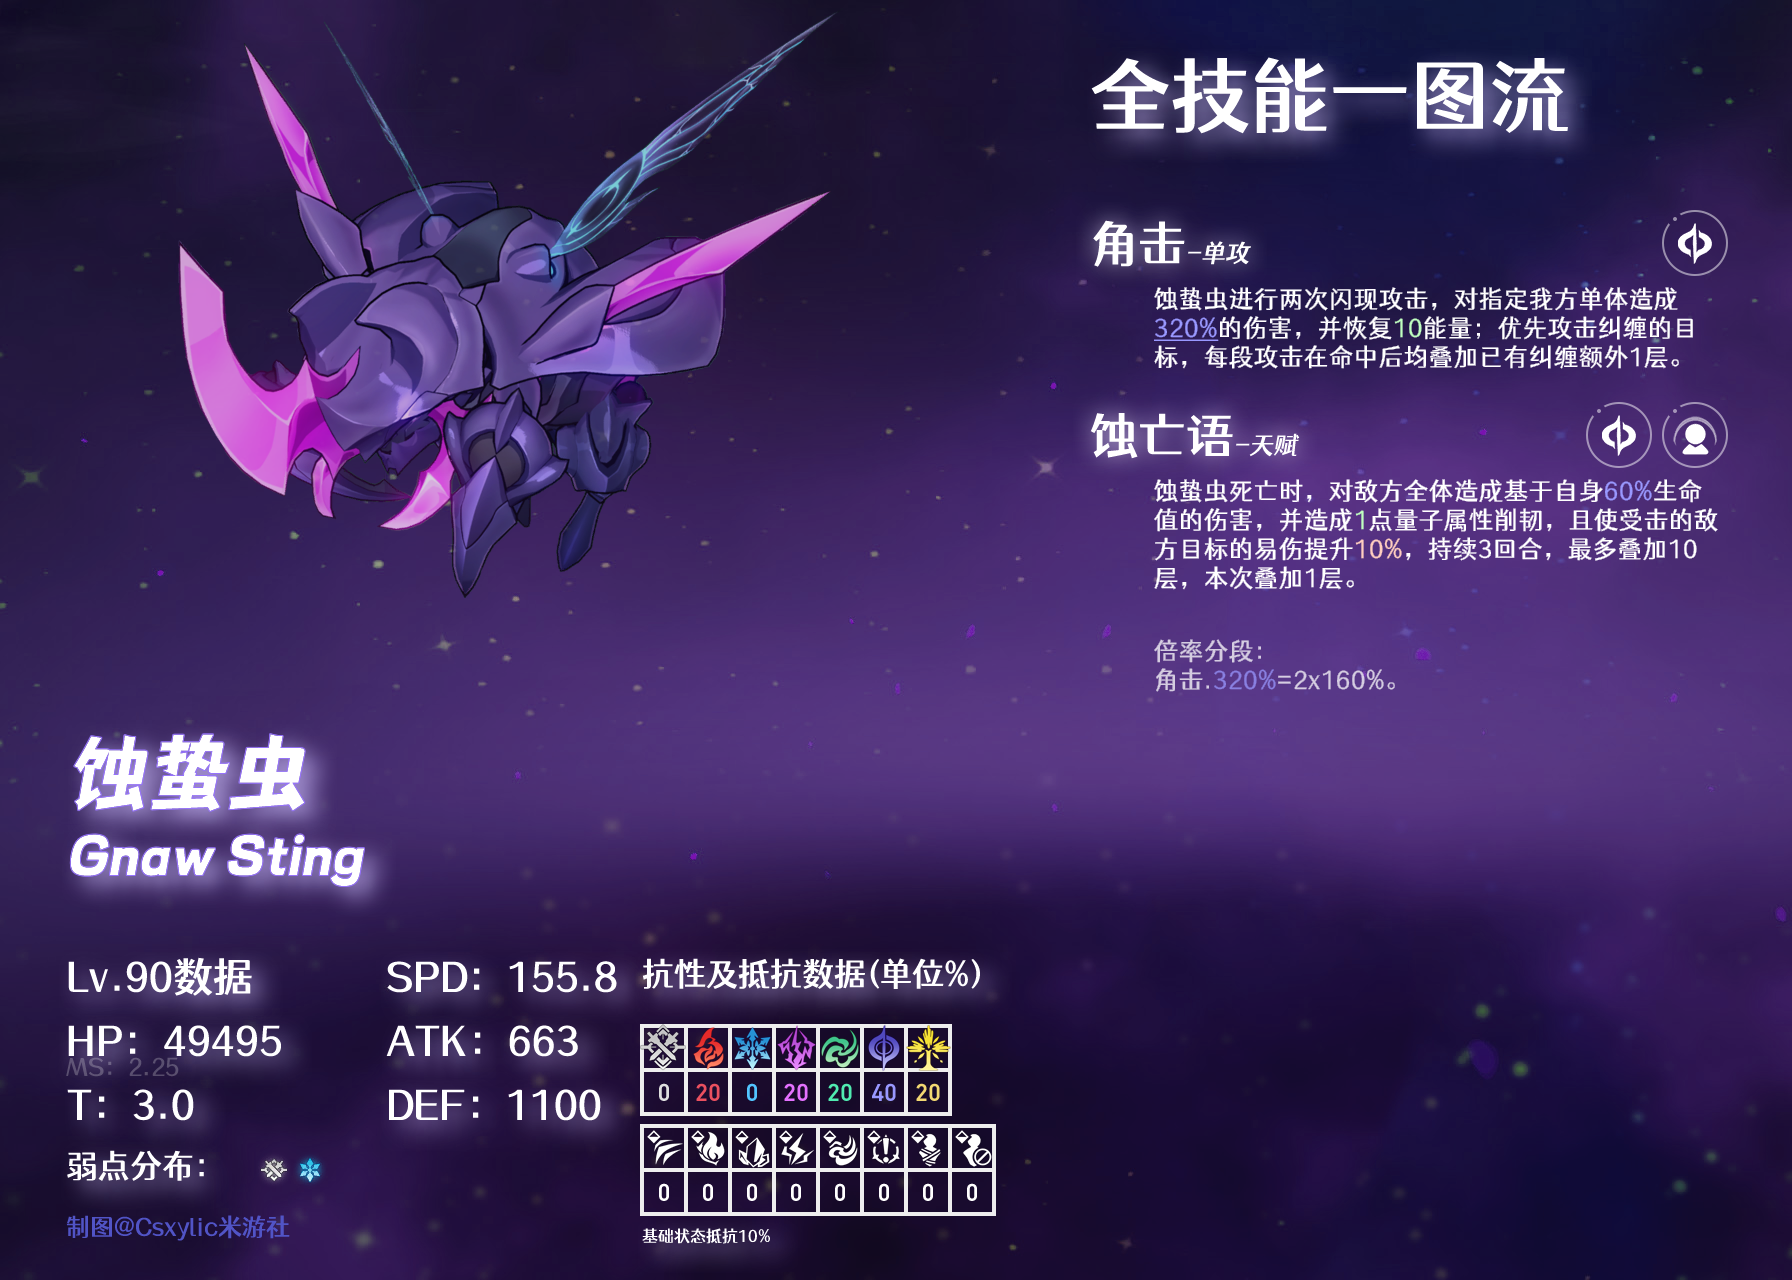 全技能一图流
角击-单攻
蚀蛰虫进行两次闪现攻击，对指定我方单体造成
320%的伤害，并恢复10能量；优先攻击纠缠的目
标，每段攻击在命中后均叠加已有纠缠额外1层。
蚀亡语-天赋
蚀蛰虫死亡时，对敌方全体造成基于自身60%生命
值的伤害，并造成1点量子属性削韧，且使受击的敌
方目标的易伤提升10%，持续3回合，最多叠加10
层，本次叠加1层。
倍率分段：
角击.320%=2x160%。
蚀蛰虫
Gnaw Sting
Lv.90数据
SPD：155.8
HP：49495
ATK：663
MS：2.25
T：3.0
DEF：1100
弱点分布：
制图@Csxylic米游社
抗性及抵抗数据(单位%)
0 20 0 20 20 40 20
0 0 0 0 0 0 0 0
基础状态抵抗10%